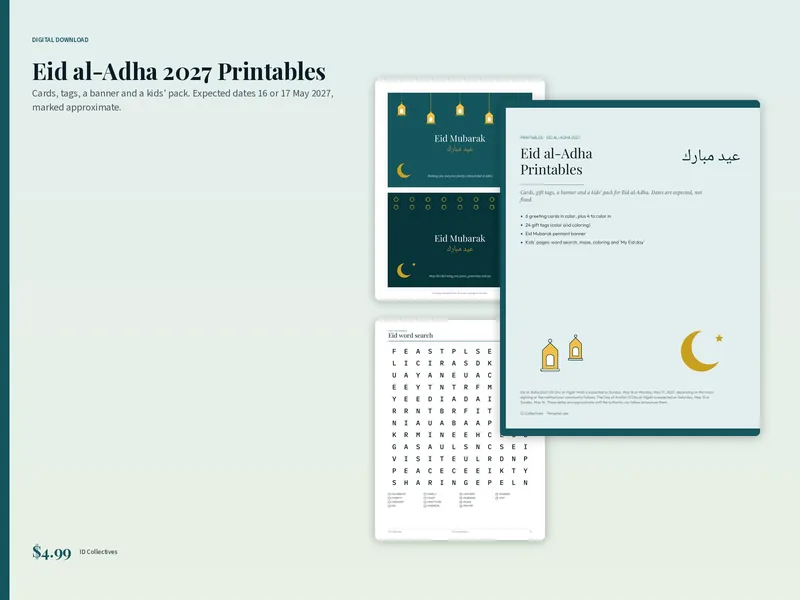 DIGITAL DOWNLOAD
Eid al-Adha 2027 Printables
Cards, tags, a banner and a kids' pack. Expected dates 16 or 17 May 2027,
marked approximate.
Eid Mubarak
عيد مبارك
Eid Mubarak
عيد مبارك
PRINTABLES · EID AL-ADHA 2027
Eid al-Adha
Printables
عيد مبارك
Cards, gift tags, a banner and a kids' pack for Eid al-Adha. Dates are expected, not
fixed.
6 greeting cards in color, plus 4 to color in
24 gift tags (color and coloring)
Eid Mubarak pennant banner
Kids' pages: word search, maze, coloring and 'My Eid day'
ID Collectives · Personal use
Eid word search
F E A S T P L S E
L I C I R A S D K
U A Y A N E U A C
E E Y T N T R F M
Y E E D I A D A I
R R N T B R F I T
N I A U A B A A P
K R M I N E E H C
G A S A U L S N C S E I
V I S I T E U L R D N P
P E A C E C E E I K T Y
S H A R I N G E P E L N
$4.99
ID Collectives